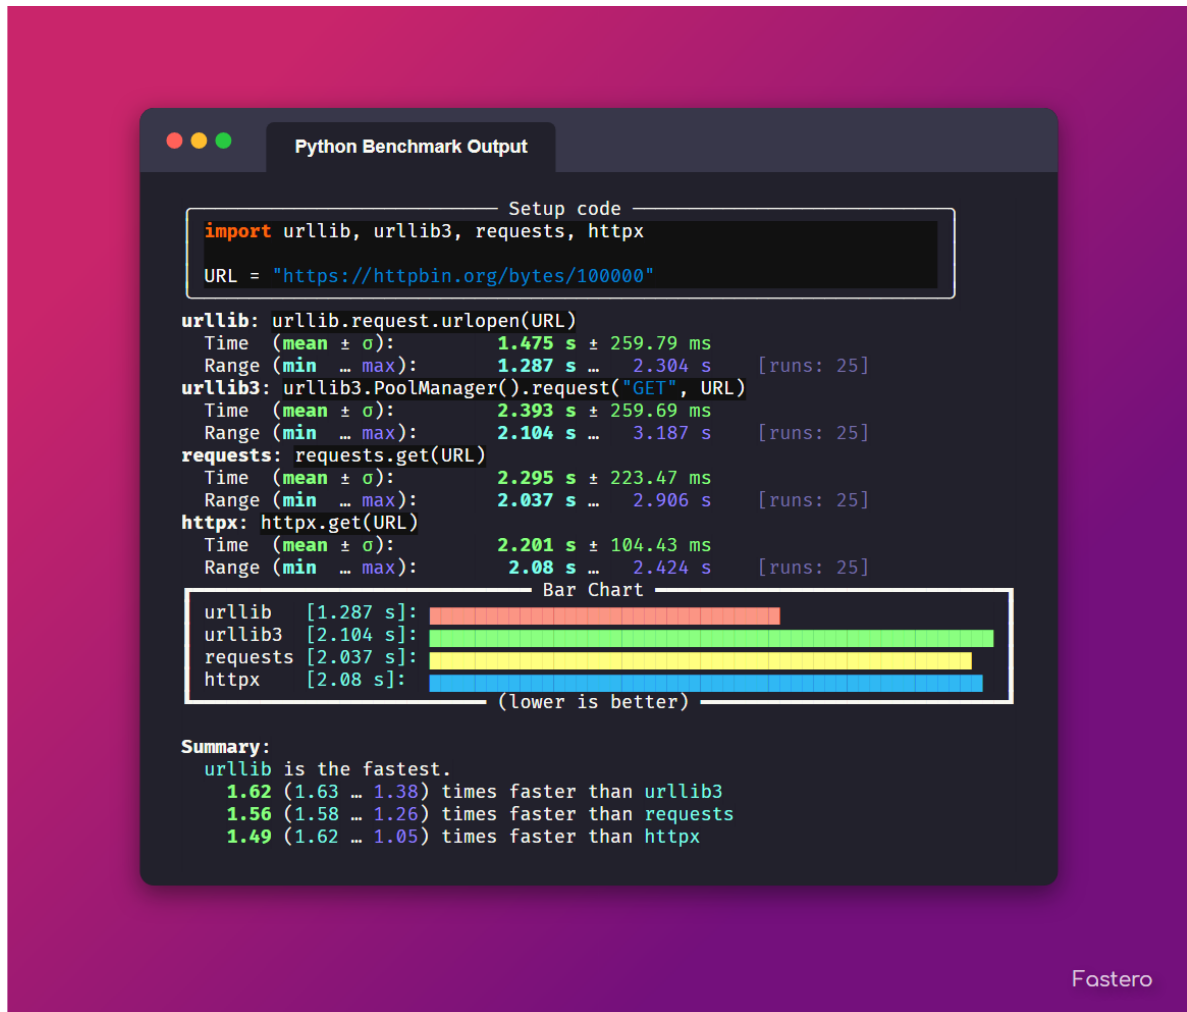 Python Benchmark Output
Setup code
import urllib, urllib3, requests, httpx
URL = "https://httpbin.org/bytes/100000"
urllib: urllib.request.urlopen(URL)
Time (mean ± σ): 1.475 s ± 259.79 ms
Range (min … max): 1.287 s … 2.304 s [runs: 25]
urllib3: urllib3.PoolManager().request("GET", URL)
Time (mean ± σ): 2.393 s ± 259.69 ms
Range (min … max): 2.104 s … 3.187 s [runs: 25]
requests: requests.get(URL)
Time (mean ± σ): 2.295 s ± 223.47 ms
Range (min … max): 2.037 s … 2.906 s [runs: 25]
httpx: httpx.get(URL)
Time (mean ± σ): 2.201 s ± 104.43 ms
Range (min … max): 2.08 s … 2.424 s [runs: 25]
Bar Chart
urllib [1.287 s]:
urllib3 [2.104 s]:
requests [2.037 s]:
httpx [2.08 s]:
(lower is better)
Summary:
urllib is the fastest.
1.62 (1.63 … 1.38) times faster than urllib3
1.56 (1.58 … 1.26) times faster than requests
1.49 (1.62 … 1.05) times faster than httpx
Fastero